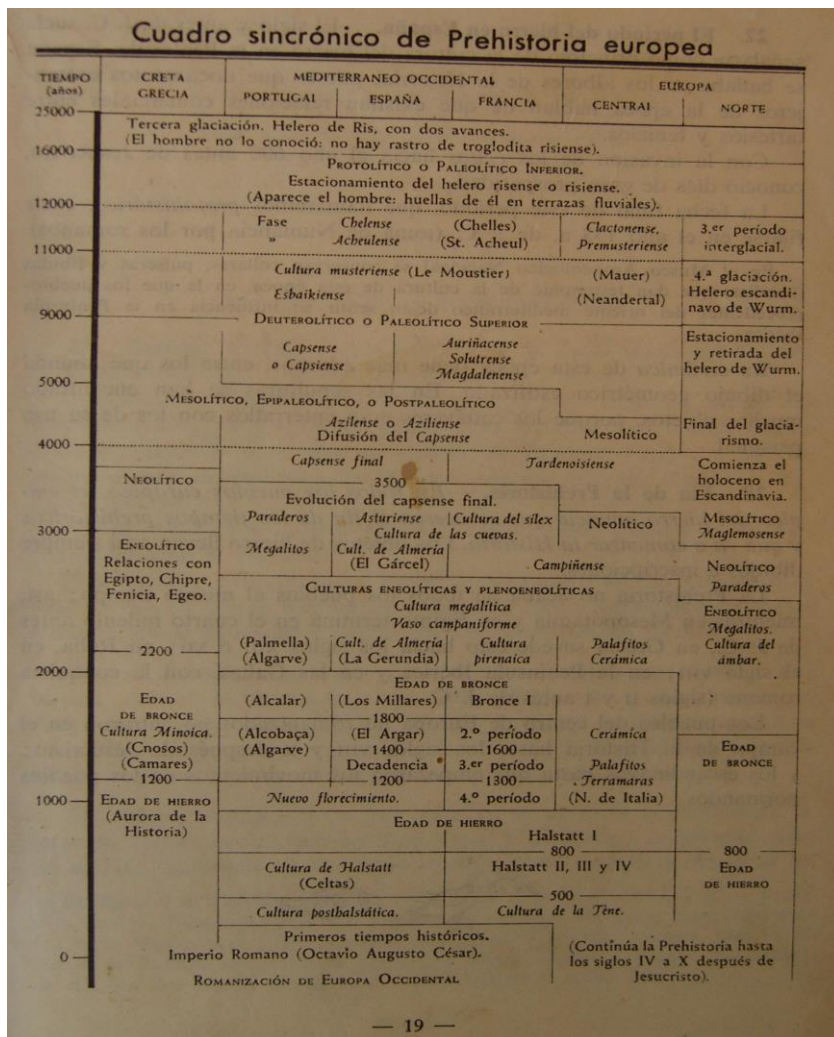 Cuadro sincrónico de Prehistoria europea
TIEMPO (años)
CRETA GRECIA
MEDITERRANEO OCCIDENTAL
PORTUGAL ESPAÑA FRANCIA
EUROPA
CENTRAL NORTE
25000
Tercera glaciación. Helero de Ris, con dos avances.
(El hombre no lo conoció: no hay rastro de troglodita risiense).
16000
PROTOLÍTICO O PALEOLÍTICO INFERIOR.
Estacionamiento del helero risense o risiense.
(Aparece el hombre: huellas de él en terrazas fluviales).
12000
Fase Chelense (Chelles) Clactonense. 3.er período
» Acheulense (St. Acheul) Premusteriense interglacial.
11000
Cultura musteriense (Le Moustier) (Mauer) 4.ª glaciación.
Esbaikiense (Neandertal) Helero escandi-
navo de Wurm.
9000
DEUTEROLÍTICO O PALEOLÍTICO SUPERIOR
Estacionamiento
Capsense Auriñacense y retirada del
o Capsiense Solutrense helero de Wurm.
Magdalenense
5000
MESOLÍTICO, EPIPALEOLÍTICO, O POSTPALEOLÍTICO
Azilense o Aziliense Final del glacia-
Difusión del Capsense Mesolítico rismo.
4000
Capsense final Tardenoisiense Comienza el
NEOLÍTICO 3500 holoceno en
Evolución del capsense final. Escandinavia.
Paraderos Asturiense Cultura del sílex Neolítico MESOLÍTICO
3000
Cultura de las cuevas. Maglemosense
ENEOLÍTICO Megalitos Cult. de Almería
Relaciones con (El Gárcel) Campiñense NEOLÍTICO
Egipto, Chipre, Paraderos
Fenicia, Egeo. CULTURAS ENEOLÍTICAS Y PLENOENEOLÍTICAS
Cultura megalítica ENEOLÍTICO
Vaso campaniforme Megalitos.
2200 (Palmella) Cult. de Almería Cultura Palafitos Cultura del
(Algarve) (La Gerundia) pirenaica Cerámica ámbar.
2000
EDAD DE BRONCE
EDAD (Alcalar) (Los Millares) Bronce I
DE BRONCE 1800
Cultura Minoica. (Alcobaça) (El Argar) 2.º período Cerámica
(Cnosos) (Algarve) 1400 1600 EDAD
(Camares) Decadencia 3.er período Palafitos DE BRONCE
1200 1200 1300 Terramaras
1000
EDAD DE HIERRO Nuevo florecimiento. 4.º período (N. de Italia)
(Aurora de la EDAD DE HIERRO
Historia) Halstatt I
800 800
Cultura de Halstatt Halstatt II, III y IV EDAD
(Celtas) DE HIERRO
500
Cultura posthalstática. Cultura de la Téne.
Primeros tiempos históricos.
0
Imperio Romano (Octavio Augusto César).
ROMANIZACIÓN DE EUROPA OCCIDENTAL
(Continúa la Prehistoria hasta
los siglos IV a X después de
Jesucristo).
— 19 —